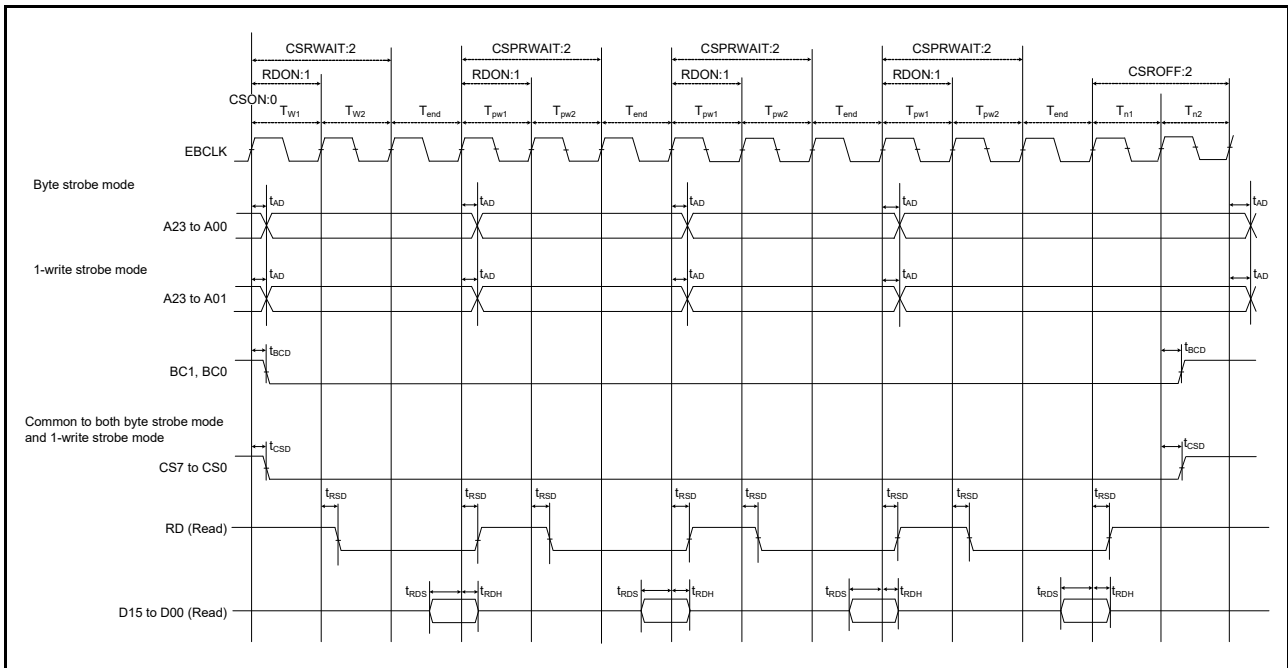 CSRWAIT:2 CSPRWAIT:2 CSPRWAIT:2 CSPRWAIT:2
RDON:1 RDON:1 RDON:1 RDON:1 CSROFF:2
CSON:0
TW1 TW2 Tend Tpw1 Tpw2 Tend Tpw1 Tpw2 Tend Tpw1 Tpw2 Tend Tn1 Tn2
EBCLK
Byte strobe mode
tAD tAD tAD tAD tAD
A23 to A00
1-write strobe mode
tAD tAD tAD tAD tAD
A23 to A01
tBCD tBCD
BC1, BC0
Common to both byte strobe mode
and 1-write strobe mode
tCSD tCSD
CS7 to CS0
tRSD tRSD tRSD tRSD tRSD tRSD tRSD tRSD
RD (Read)
tRDS tRDH tRDS tRDH tRDS tRDH tRDS tRDH
D15 to D00 (Read)